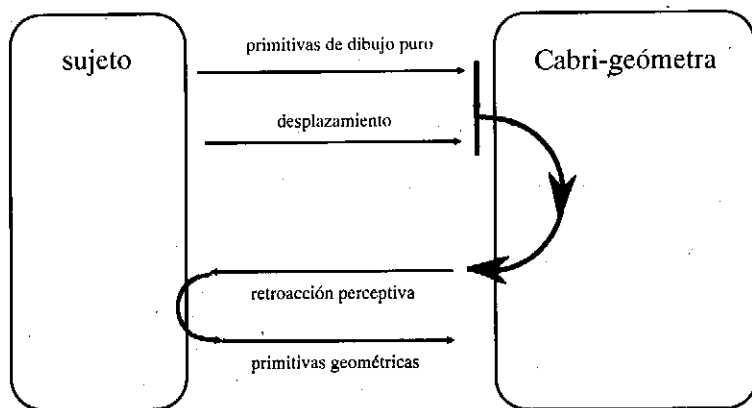 primitivas de dibujo puro
sujeto
Cabri-geómetra
desplazamiento
retroacción perceptiva
primitivas geométricas